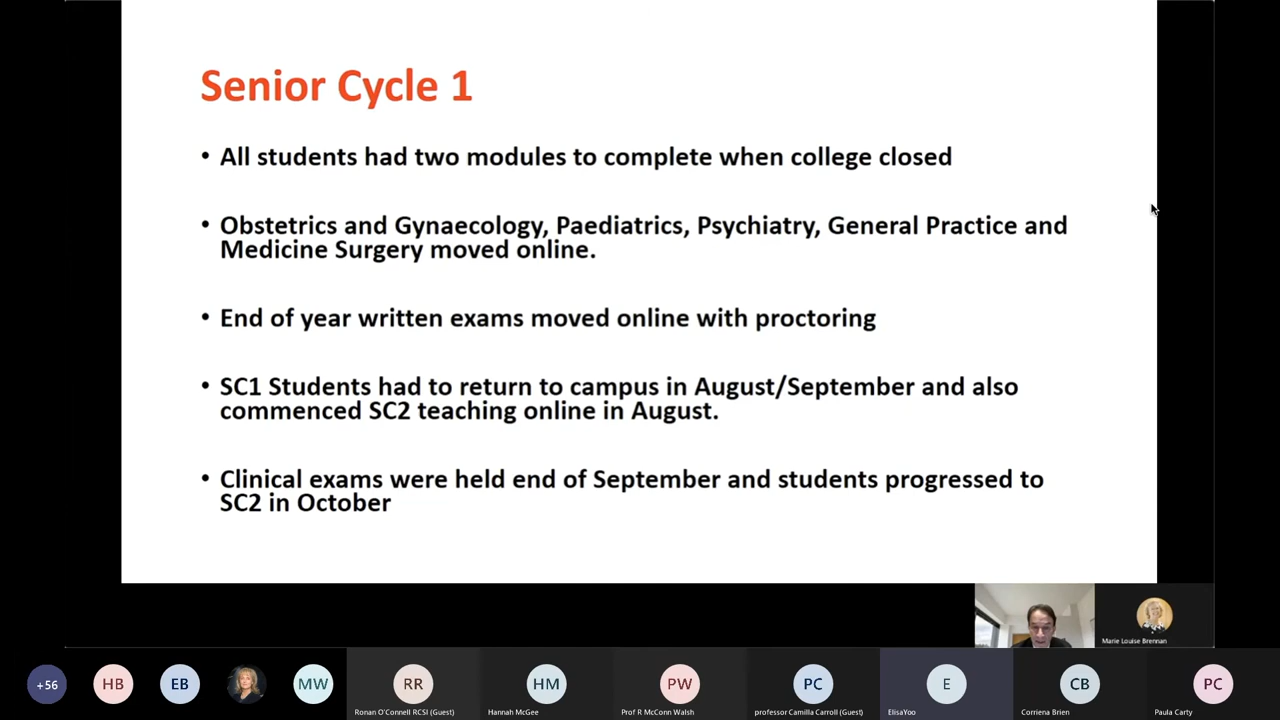 Senior Cycle 1
• All students had two modules to complete when college closed
• Obstetrics and Gynaecology, Paediatrics, Psychiatry, General Practice and
Medicine Surgery moved online.
• End of year written exams moved online with proctoring
• SC1 Students had to return to campus in August/September and also
commenced SC2 teaching online in August.
• Clinical exams were held end of September and students progressed to
SC2 in October
Marie Louise Brennan
+56
HB
EB
MW
RR
HM
PW
PC
E
CB
PC
Ronan O'Connell RCSI (Guest)
Hannah McGee
Prof R McConn Walsh
professor Camilla Carroll (Guest)
ElisaYoo
Corriena Brien
Paula Carty